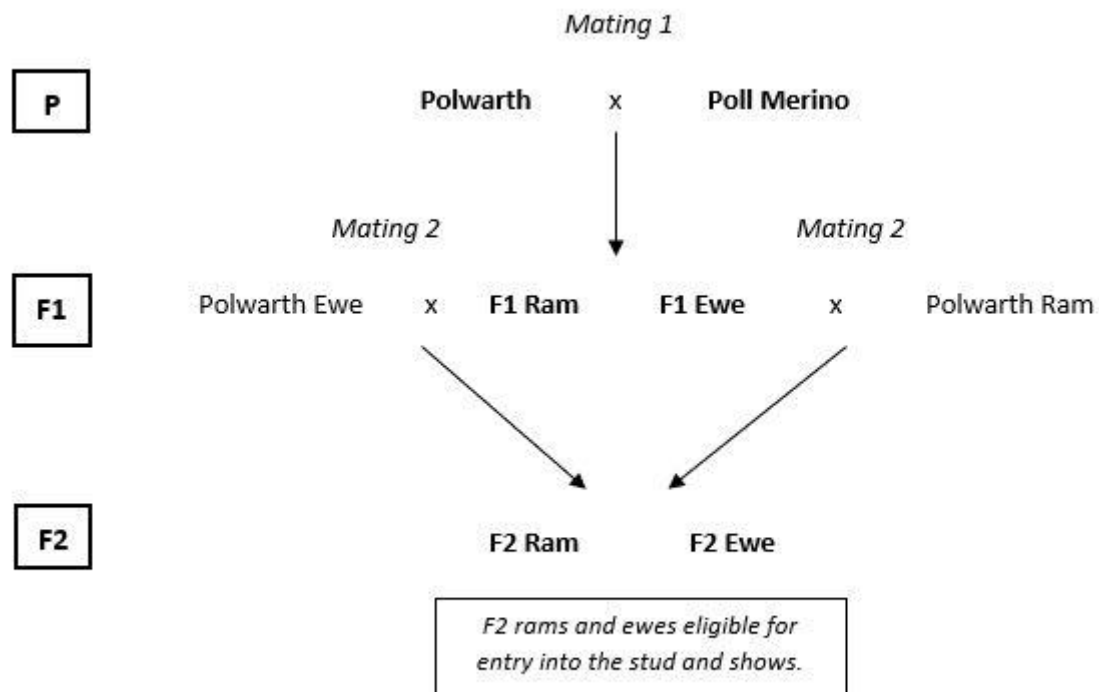 Mating 1
P
Polwarth x Poll Merino
Mating 2 Mating 2
F1
Polwarth Ewe x F1 Ram F1 Ewe x Polwarth Ram
F2
F2 Ram F2 Ewe
F2 rams and ewes eligible for
entry into the stud and shows.